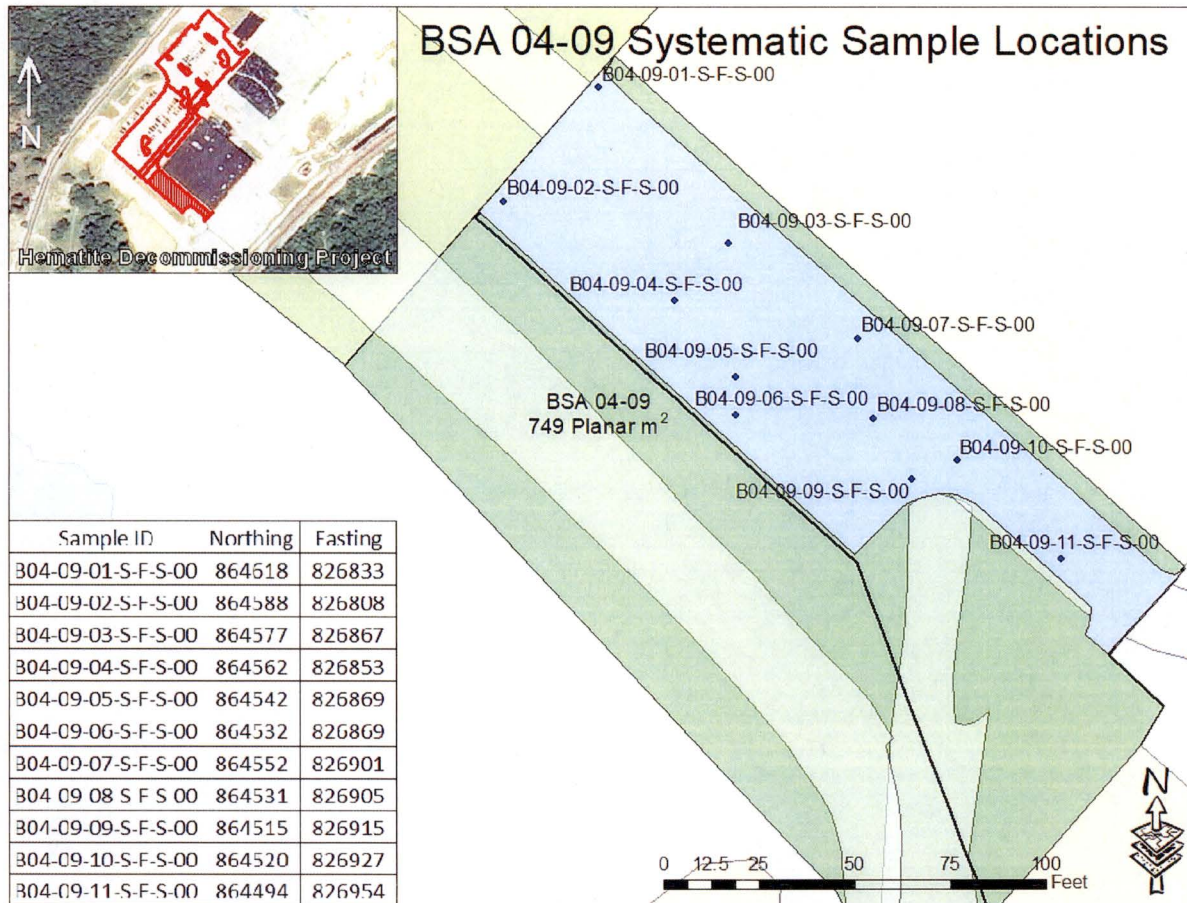 BSA 04-09 Systematic Sample Locations
N
Hematite Decommissioning Project
B04-09-01-S-F-S-00
B04-09-02-S-F-S-00
B04-09-03-S-F-S-00
B04-09-04-S-F-S-00
B04-09-07-S-F-S-00
B04-09-05-S-F-S-00
B04-09-06-S-F-S-00
B04-09-08-S-F-S-00
BSA 04-09
749 Planar m²
B04-09-10-S-F-S-00
B04-09-09-S-F-S-00
B04-09-11-S-F-S-00
Sample ID Northing Easting
B04-09-01-S-F-S-00 864618 826833
B04-09-02-S-F-S-00 864588 826808
B04-09-03-S-F-S-00 864577 826867
B04-09-04-S-F-S-00 864562 826853
B04-09-05-S-F-S-00 864542 826869
B04-09-06-S-F-S-00 864532 826869
B04-09-07-S-F-S-00 864552 826901
B04-09-08-S-F-S-00 864531 826905
B04-09-09-S-F-S-00 864515 826915
B04-09-10-S-F-S-00 864520 826927
B04-09-11-S-F-S-00 864494 826954
N
0 12.5 25 50 75 100
Feet